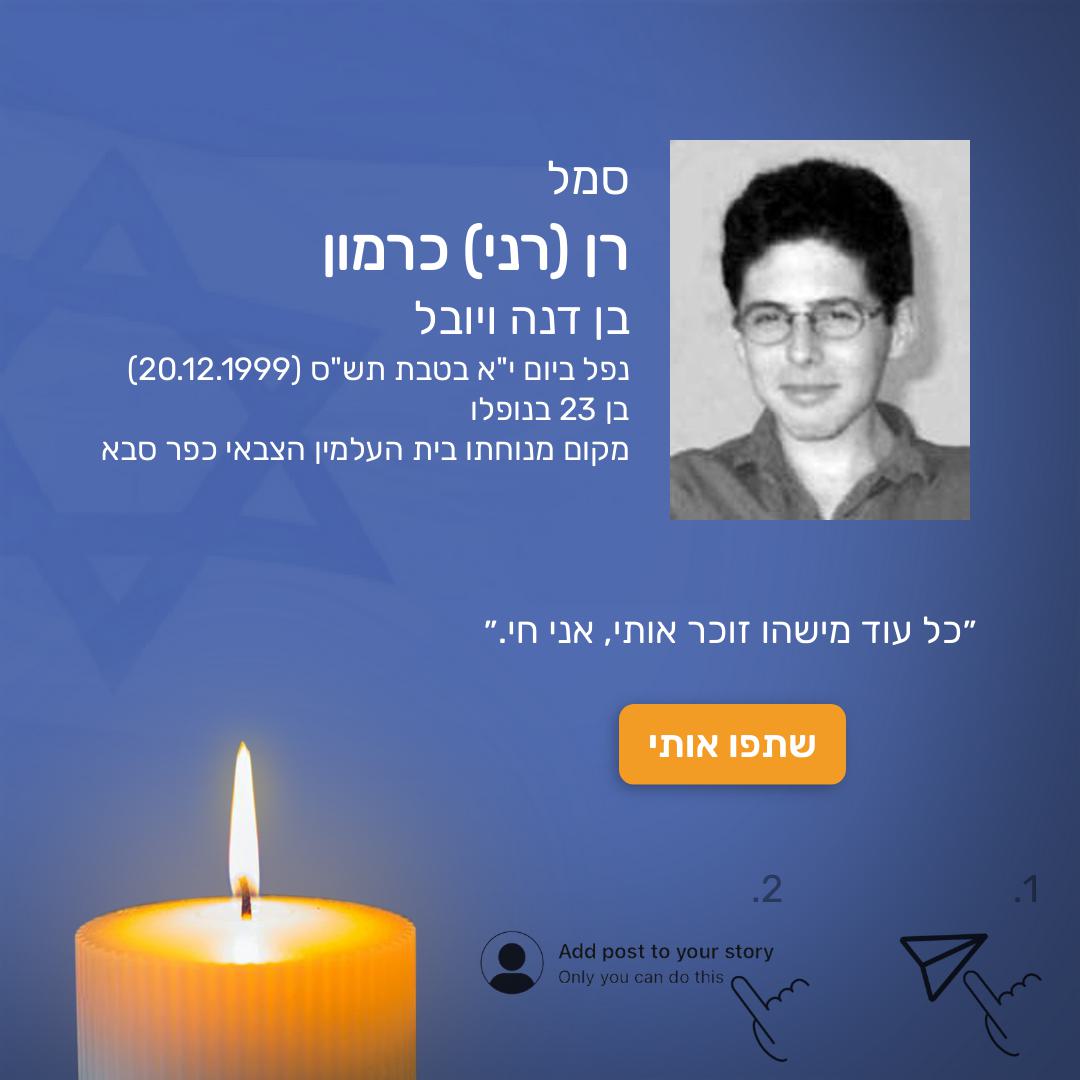 סמל
רן (רני) כרמון
בן דנה ויובל
נפל ביום י"א בטבת תש"ס (20.12.1999)
בן 23 בנופלו
מקום מנוחתו בית העלמין הצבאי כפר סבא
״כל עוד מישהו זוכר אותי, אני חי.״
שתפו אותי
1.
2.
Add post to your story
Only you can do this